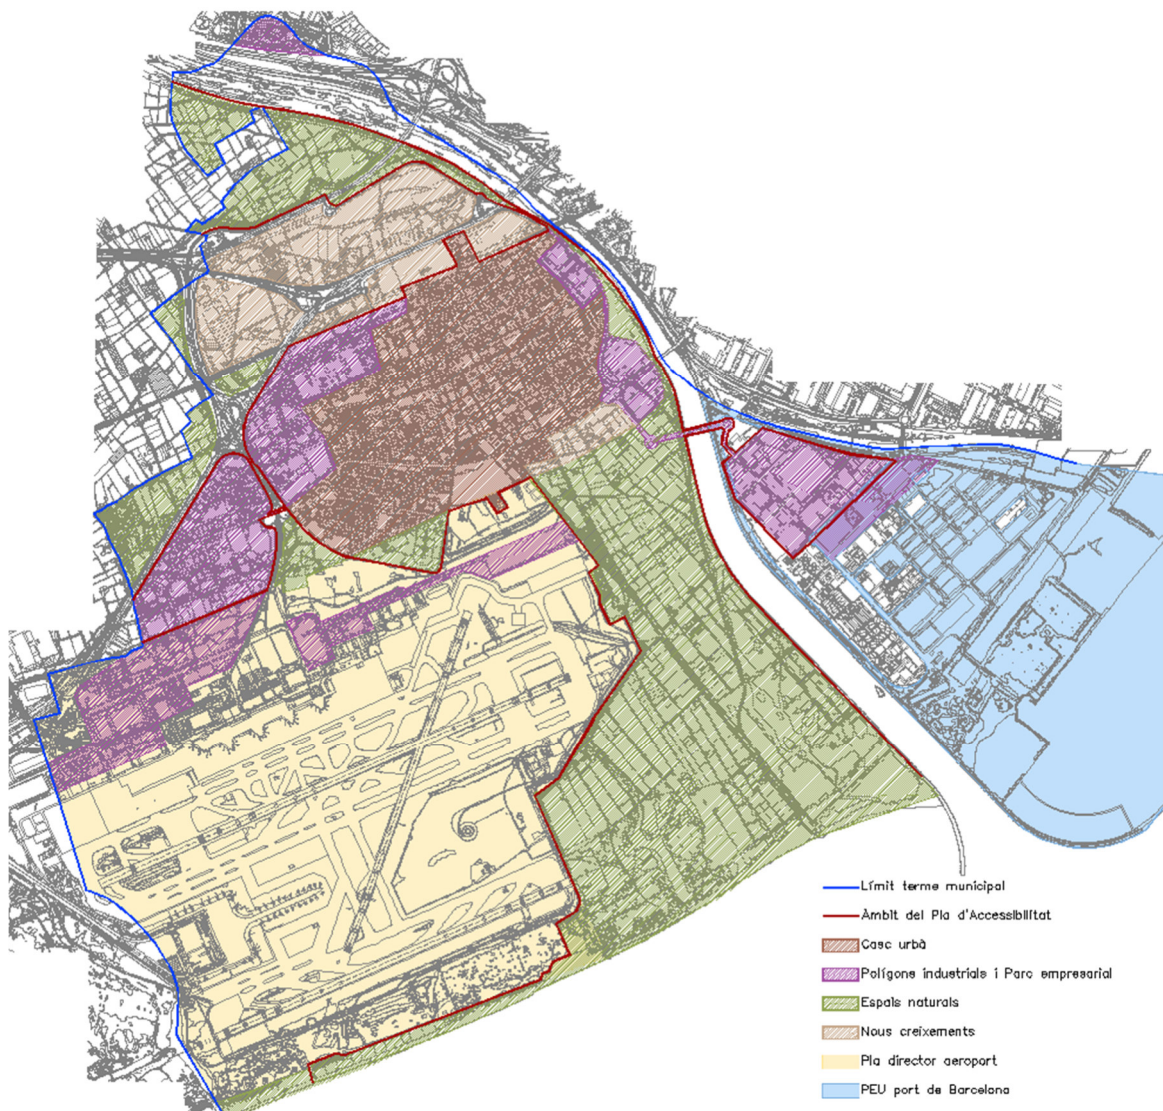 Límit terme municipal
Àmbit del Pla d'Accessibilitat
Casc urbà
Polígons industrials i Parc empresarial
Espais naturals
Nous creixements
Pla director aeroport
PEU port de Barcelona